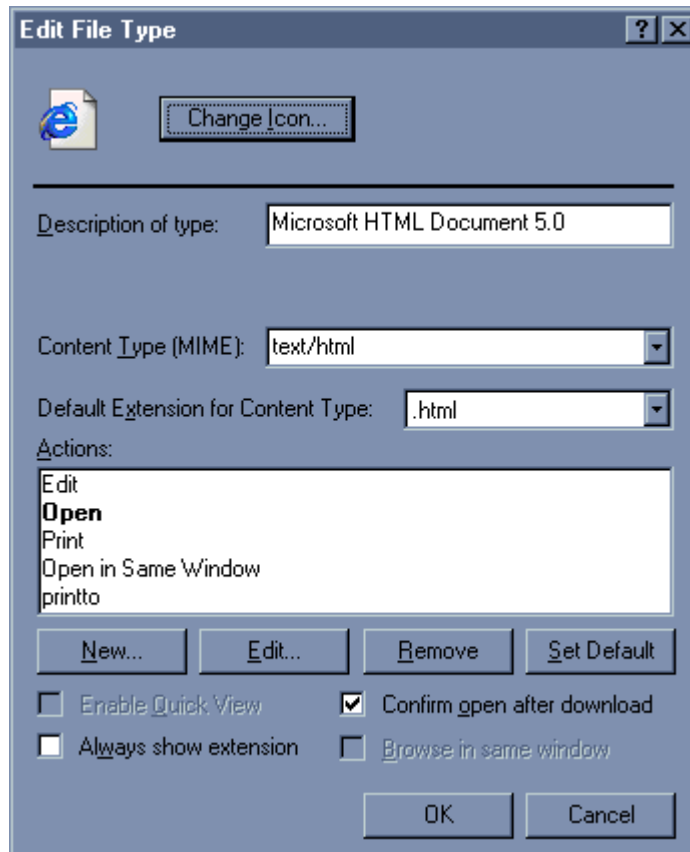 Edit File Type
Change Icon...
Description of type: Microsoft HTML Document 5.0
Content Type (MIME): text/html
Default Extension for Content Type: .html
Actions:
Edit
Open
Print
Open in Same Window
printto
New... Edit... Remove Set Default
Enable Quick View Confirm open after download
Always show extension Browse in same window
OK Cancel